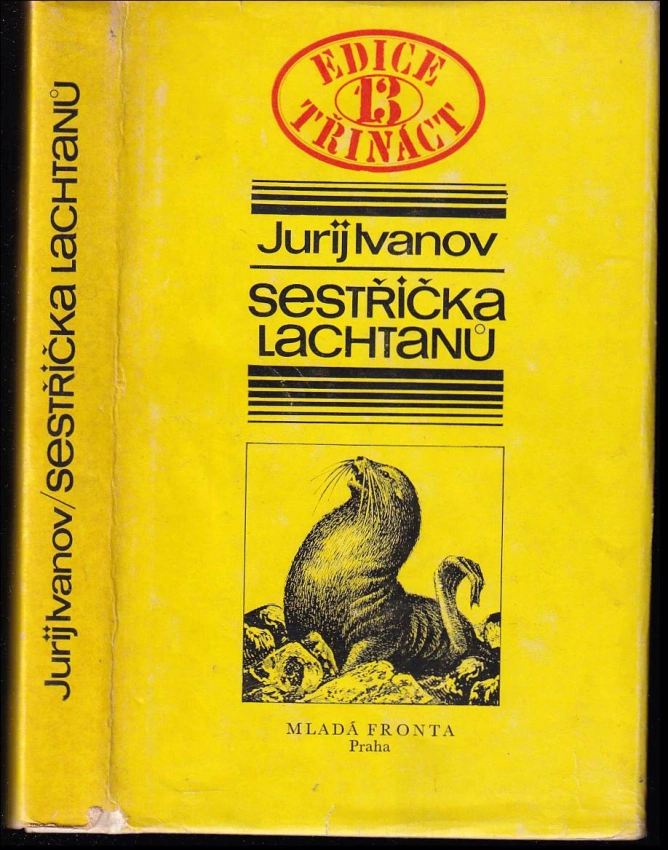 Jurij Ivanov/sestřička Lachtanů
EDICE
13
TŘINÁCT
Jurij Ivanov
sestřička
Lachtanů
MLADÁ FRONTA
Praha